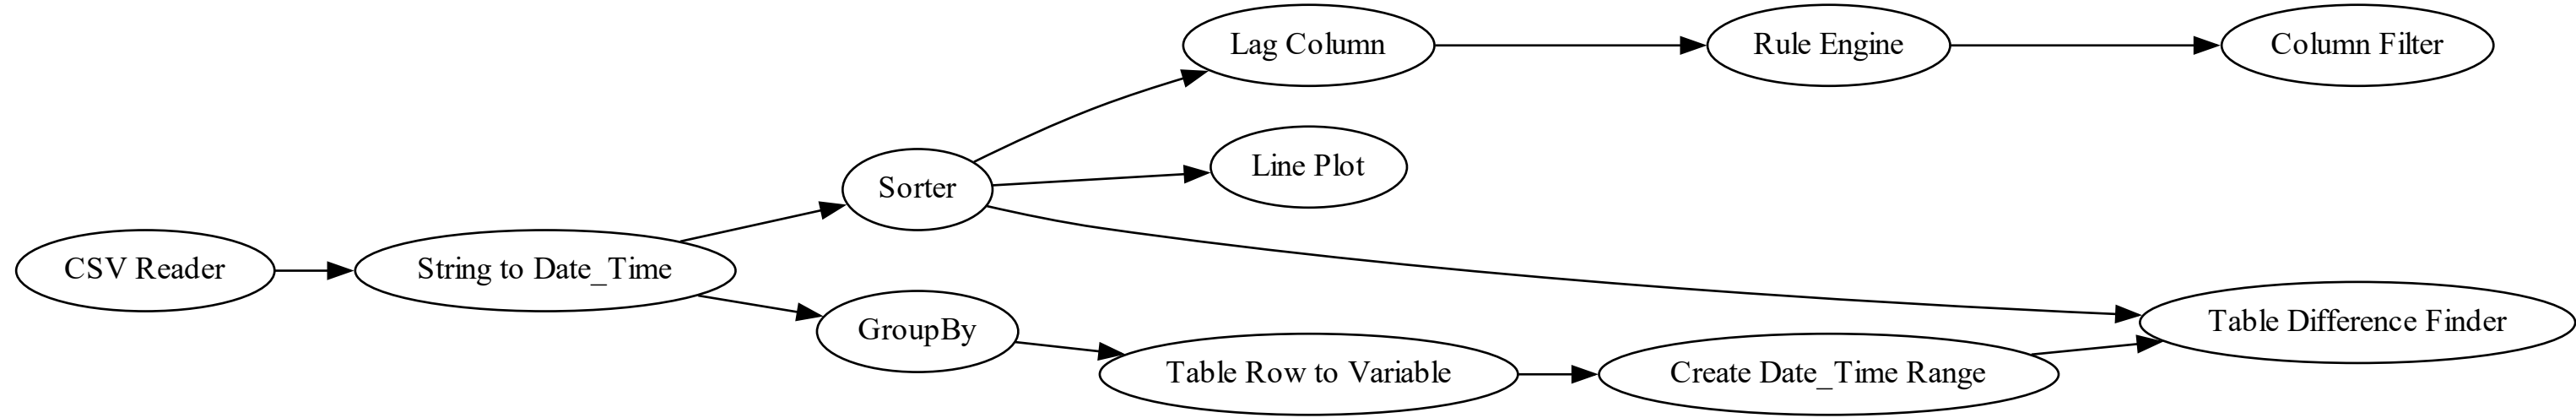 Lag Column
Rule Engine
Column Filter
Line Plot
Sorter
CSV Reader
String to Date_Time
GroupBy
Table Row to Variable
Create Date_Time Range
Table Difference Finder